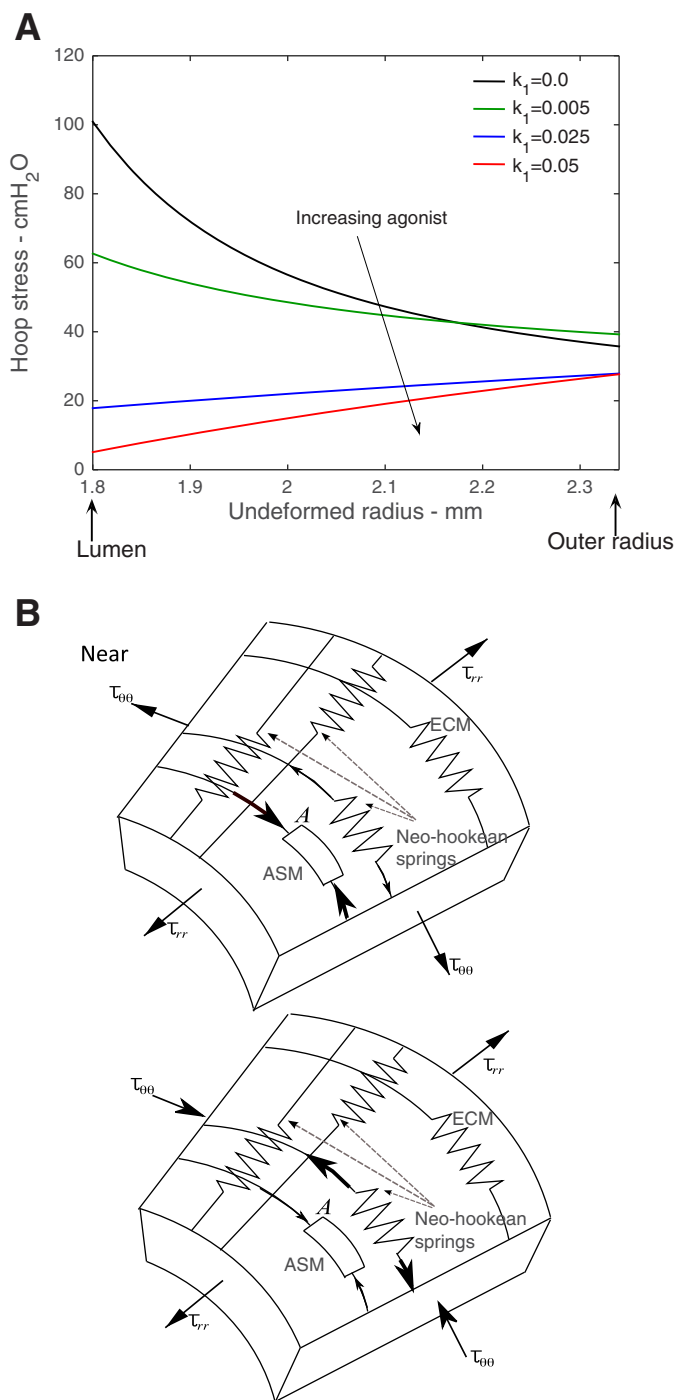 A
Hoop stress - cmH₂O
120
100
80
60
40
20
0
k₁=0.0
k₁=0.005
k₁=0.025
k₁=0.05
Increasing agonist
1.8 1.9 2 2.1 2.2 2.3
Undeformed radius - mm
Lumen
Outer radius
B
Near
τθθ
τrr
ECM
A
Neo-hookean
springs
ASM
τrr
τθθ
τθθ
τrr
ECM
A
Neo-hookean
springs
ASM
τrr
τθθ